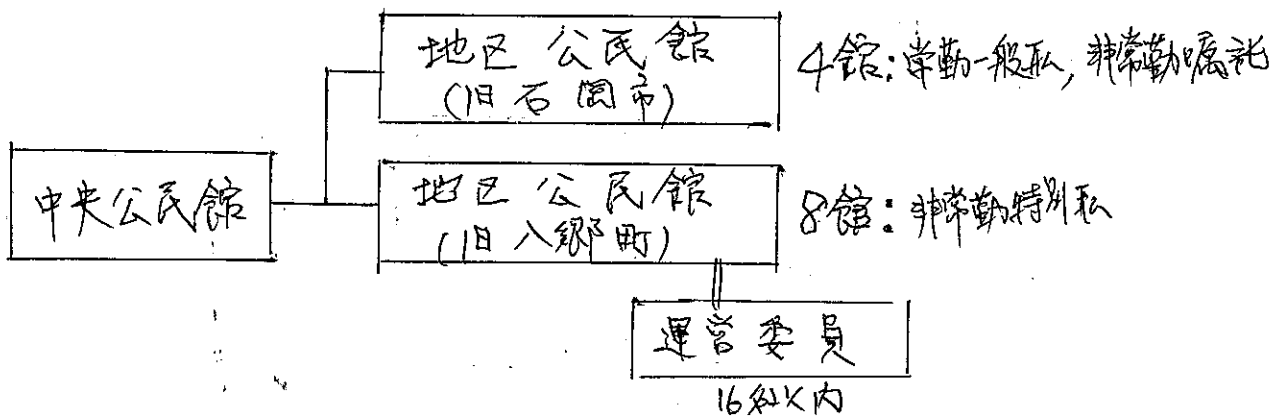 地区公民館
(旧石岡市)
4館:常勤一般職,非常勤嘱託
中央公民館
地区公民館
(旧八郷町)
8館:非常勤特別職
運営委員
16名以内